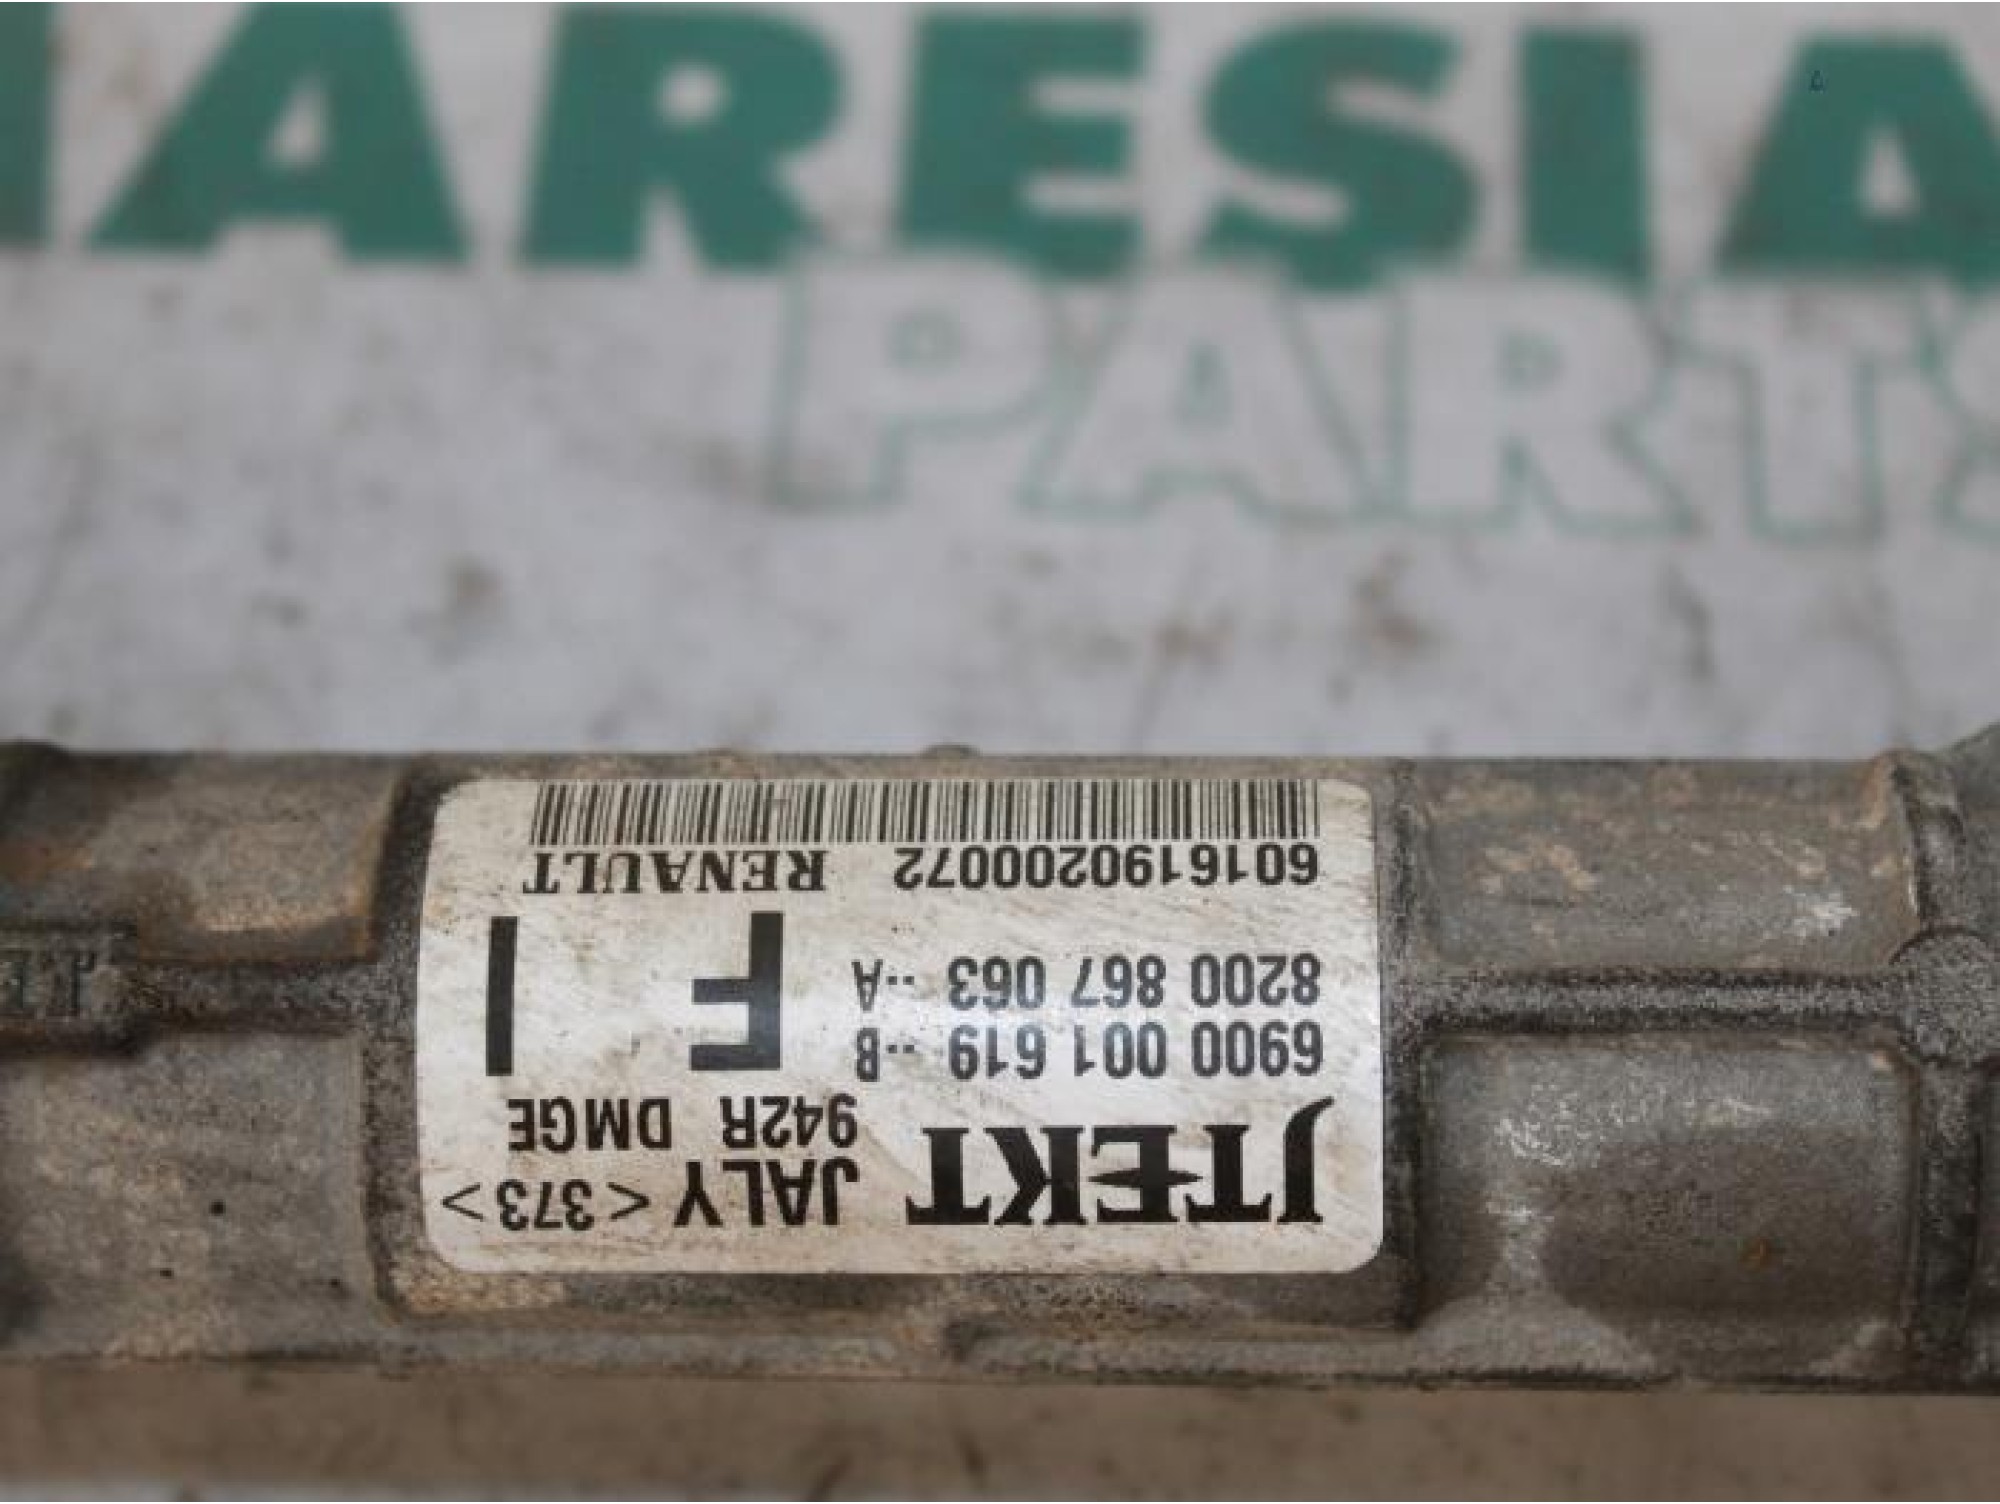 ARESIA
PARTS
JTEKT JALY <373>
942R DMGE
6900 001 619 ..B F I
8200 867 063 ..A
6016190200072 RENAULT